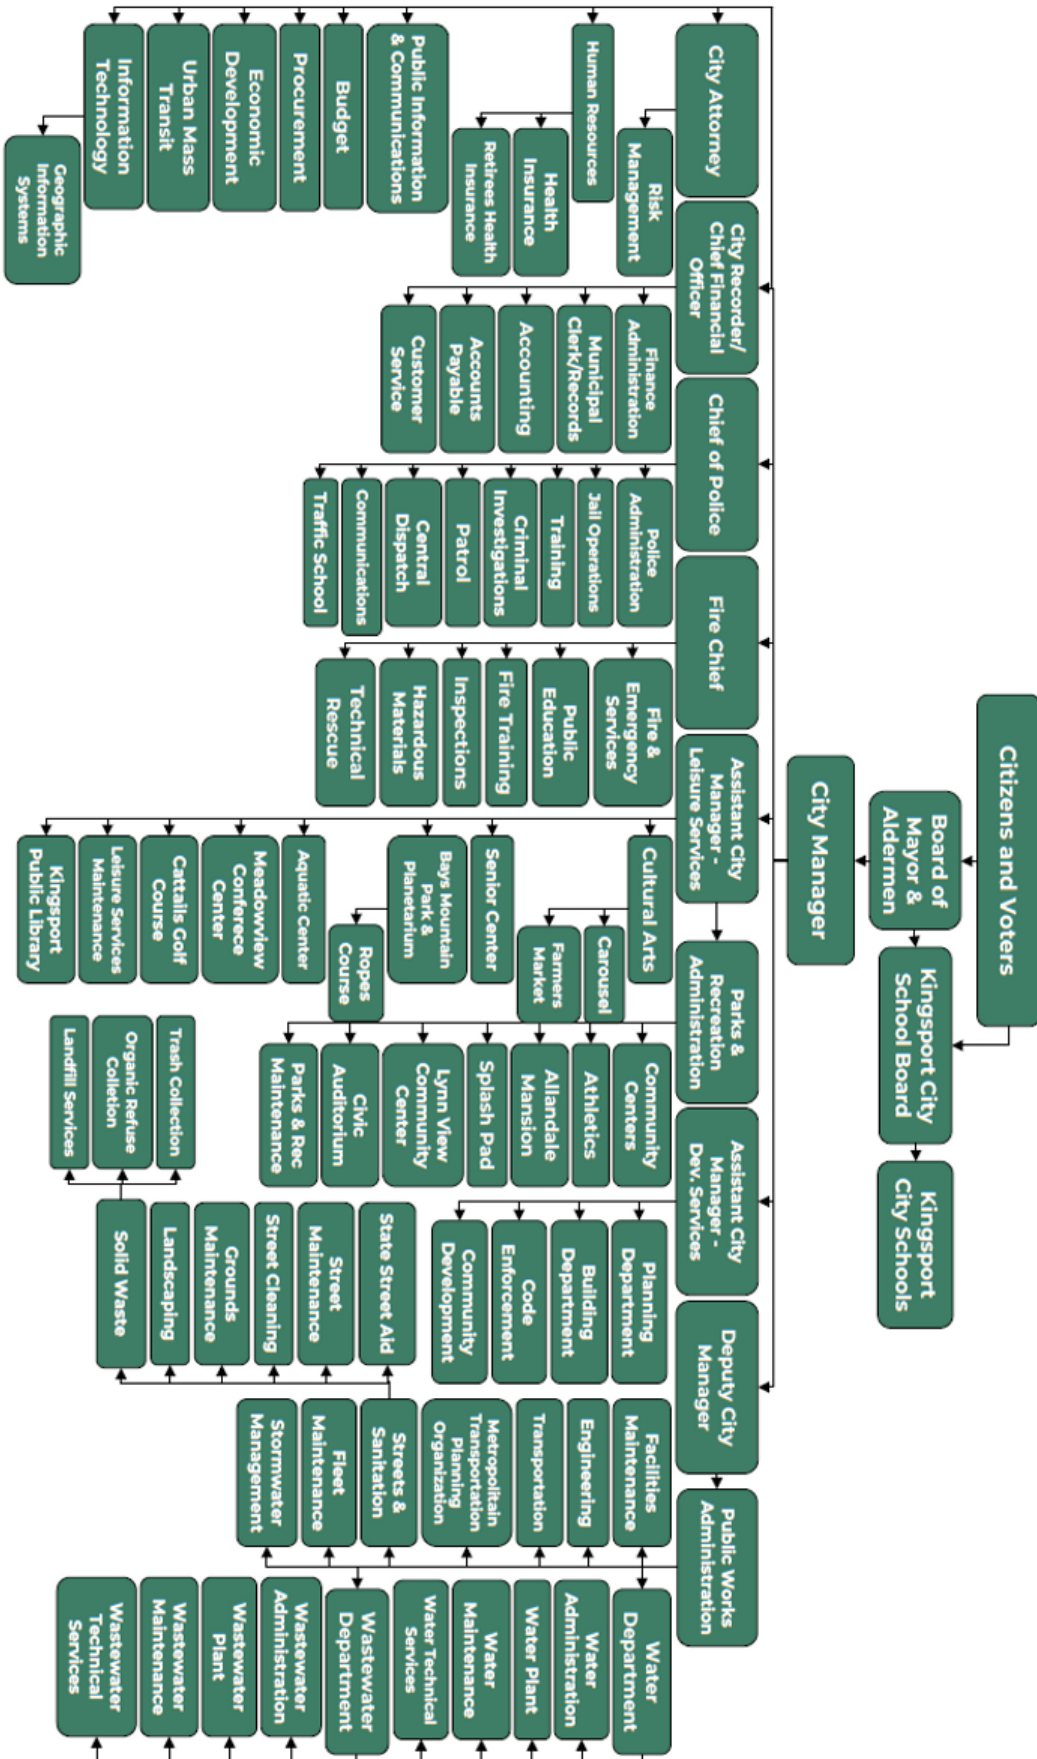 Citizens and Voters
Board of
Mayor &
Aldermen
Kingsport City
School Board
Kingsport
City Schools
City Manager
City Attorney
City Recorder/
Chief Financial
Officer
Chief of Police
Fire Chief
Assistant City
Manager -
Leisure Services
Parks &
Recreation
Administration
Assistant City
Manager -
Dev. Services
Deputy City
Manager
Public Works
Administration
Risk
Management
Human Resources
Health
Insurance
Retirees Health
Insurance
Public Information
& Communications
Budget
Procurement
Economic
Development
Urban Mass
Transit
Information
Technology
Geographic
Information
Systems
Finance
Administration
Municipal
Clerk/Records
Accounting
Accounts
Payable
Customer
Service
Police
Administration
Jail Operations
Training
Criminal
Investigations
Patrol
Central
Dispatch
Communications
Traffic School
Fire &
Emergency
Services
Public
Education
Fire Training
Inspections
Hazardous
Materials
Technical
Rescue
Cultural Arts
Carousel
Farmers
Market
Senior Center
Bays Mountain
Park &
Planetarium
Ropes
Course
Aquatic Center
Meadowview
Conferece
Center
Cattails Golf
Course
Leisure Services
Maintenance
Kingsport
Public Library
Community
Centers
Athletics
Allandale
Mansion
Splash Pad
Lynn View
Community
Center
Civic
Auditorium
Parks & Rec
Maintenance
Planning
Department
Building
Department
Code
Enforcement
Community
Development
Facilities
Maintenance
Engineering
Transportation
Metropolitain
Transportation
Planning
Organization
Streets &
Sanitation
Fleet
Maintenance
Stormwater
Management
State Street Aid
Street
Maintenance
Street Cleaning
Grounds
Maintenance
Landscaping
Solid Waste
Trash Collection
Organic Refuse
Colletion
Landfill Services
Water
Department
Water
Administration
Water Plant
Water
Maintenance
Water Technical
Services
Wastewater
Department
Wastewater
Administration
Wastewater
Plant
Wastewater
Maintenance
Wastewater
Technical
Services